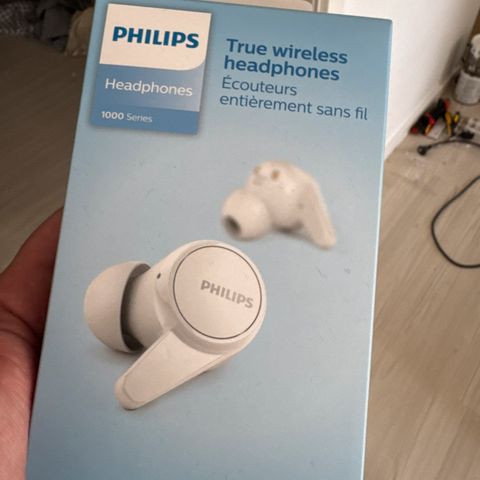 PHILIPS
Headphones
1000 Series
True wireless
headphones
Écouteurs
entièrement sans fil
PHILIPS